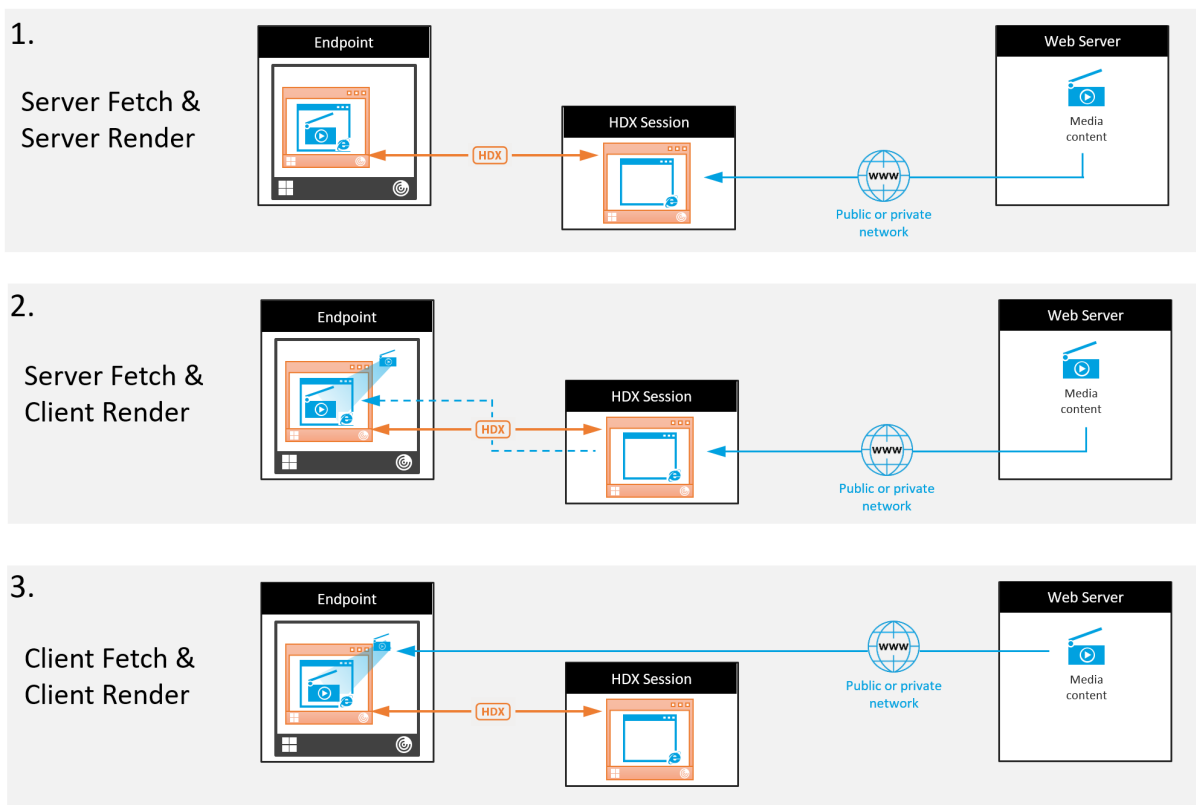 1.
Server Fetch &
Server Render
Endpoint
HDX
HDX Session
www
Public or private
network
Web Server
Media
content
2.
Server Fetch &
Client Render
Endpoint
HDX
HDX Session
www
Public or private
network
Web Server
Media
content
3.
Client Fetch &
Client Render
Endpoint
HDX
HDX Session
www
Public or private
network
Web Server
Media
content